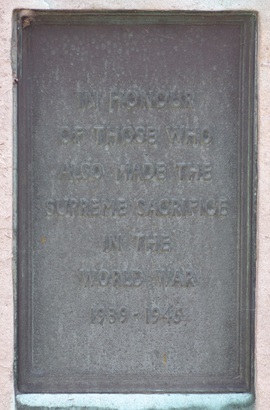 IN HONOUR
OF THOSE WHO
ALSO MADE THE
SUPREME SACRIFICE
IN THE
WORLD WAR
1939-1945